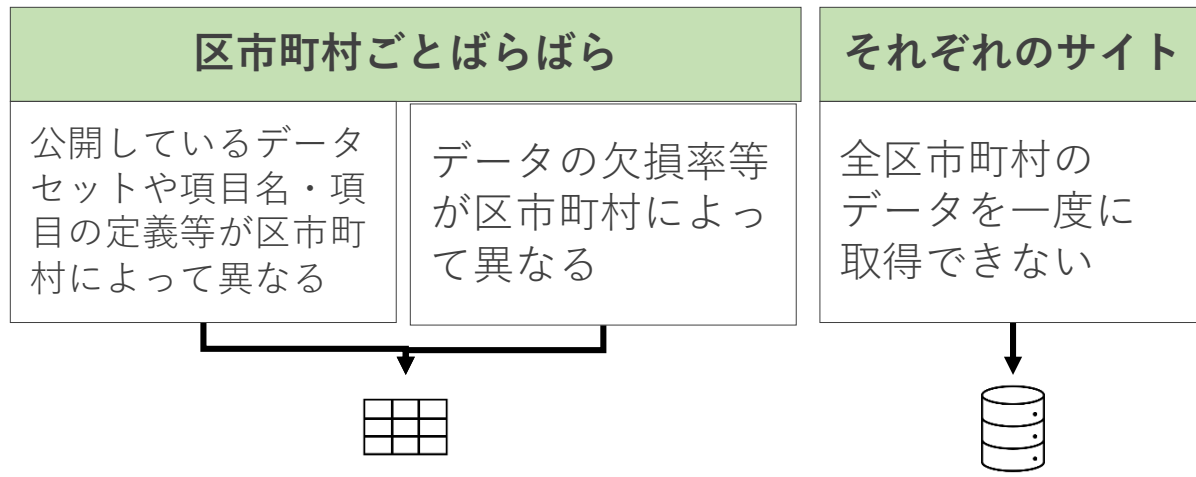 区市町村ごとばらばら
公開しているデータ
セットや項目名・項
目の定義等が区市町
村によって異なる
データの欠損率等
が区市町村によっ
て異なる
それぞれのサイト
全区市町村の
データを一度に
取得できない